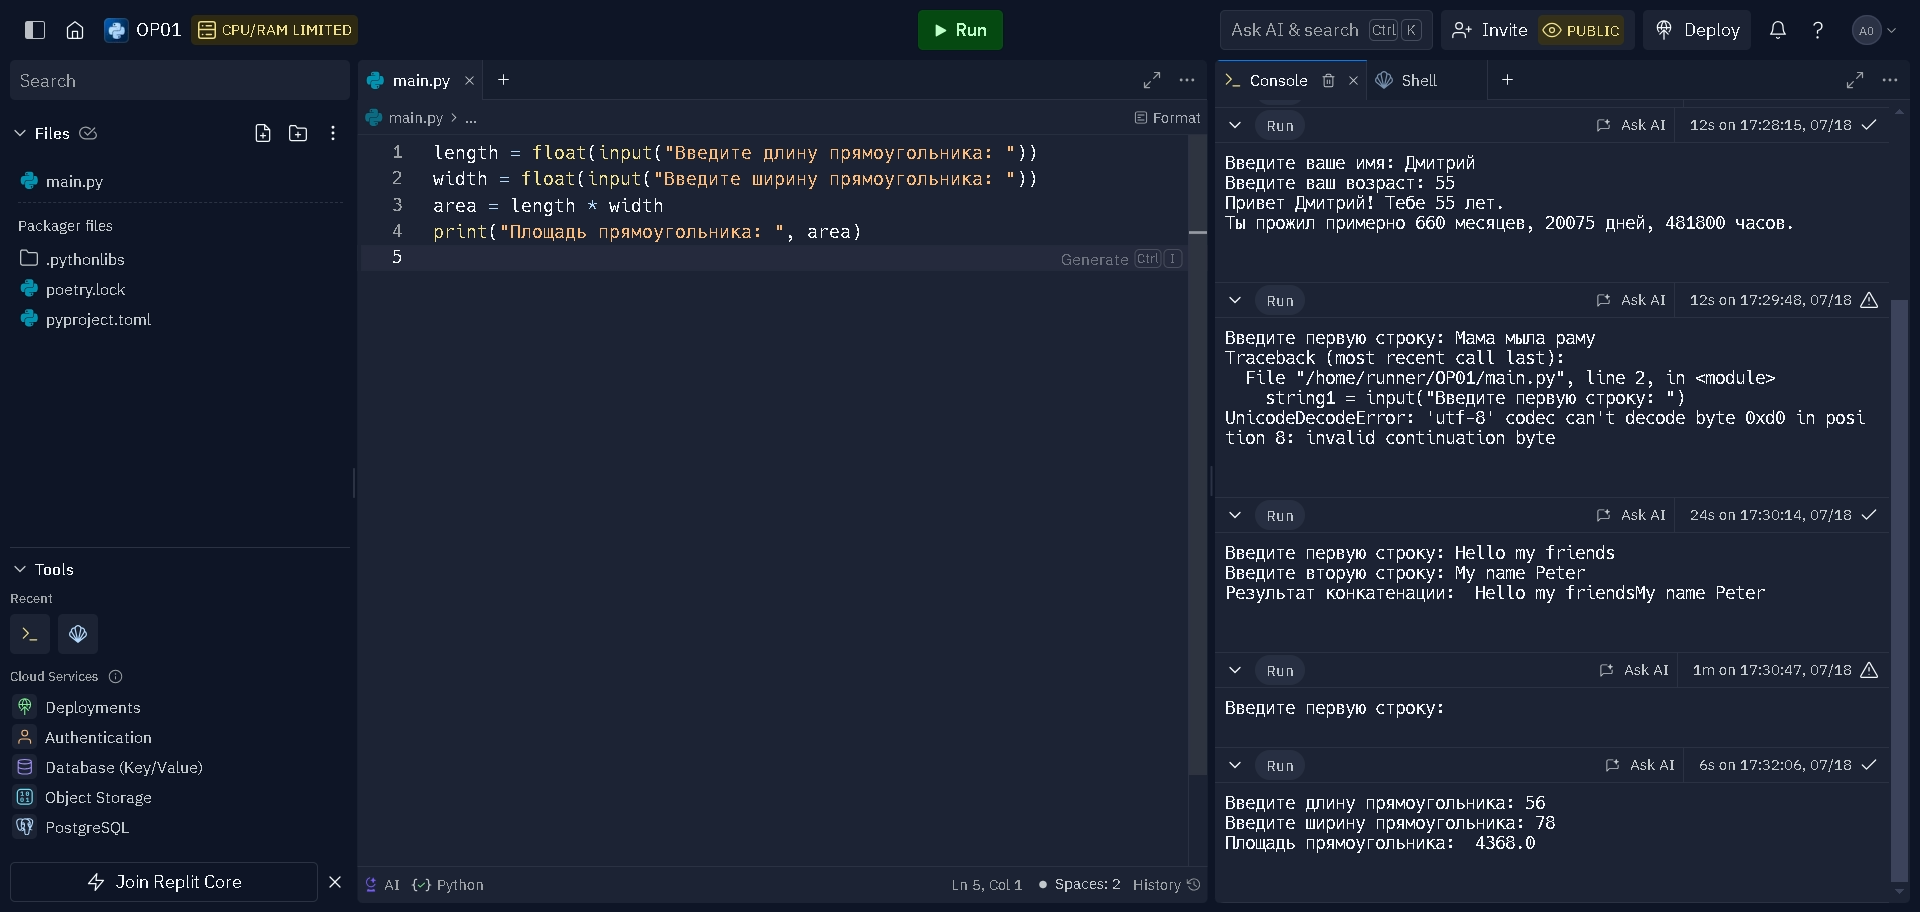 OP01 CPU/RAM LIMITED Run Ask AI & search Ctrl K Invite PUBLIC Deploy ? A0
Search
Files
main.py
Packager files
.pythonlibs
poetry.lock
pyproject.toml
Tools
Recent
Cloud Services
Deployments
Authentication
Database (Key/Value)
Object Storage
PostgreSQL
Join Replit Core
main.py
main.py > ... Format
1 length = float(input("Введите длину прямоугольника: "))
2 width = float(input("Введите ширину прямоугольника: "))
3 area = length * width
4 print("Площадь прямоугольника: ", area)
5 Generate Ctrl I
AI Python Ln 5, Col 1 Spaces: 2 History
Console Shell
Run Ask AI 12s on 17:28:15, 07/18
Введите ваше имя: Дмитрий
Введите ваш возраст: 55
Привет Дмитрий! Тебе 55 лет.
Ты прожил примерно 660 месяцев, 20075 дней, 481800 часов.
Run Ask AI 12s on 17:29:48, 07/18
Введите первую строку: Мама мыла раму
Traceback (most recent call last):
File "/home/runner/OP01/main.py", line 2, in <module>
string1 = input("Введите первую строку: ")
UnicodeDecodeError: 'utf-8' codec can't decode byte 0xd0 in posi
tion 8: invalid continuation byte
Run Ask AI 24s on 17:30:14, 07/18
Введите первую строку: Hello my friends
Введите вторую строку: My name Peter
Результат конкатенации:  Hello my friendsMy name Peter
Run Ask AI 1m on 17:30:47, 07/18
Введите первую строку:
Run Ask AI 6s on 17:32:06, 07/18
Введите длину прямоугольника: 56
Введите ширину прямоугольника: 78
Площадь прямоугольника:  4368.0